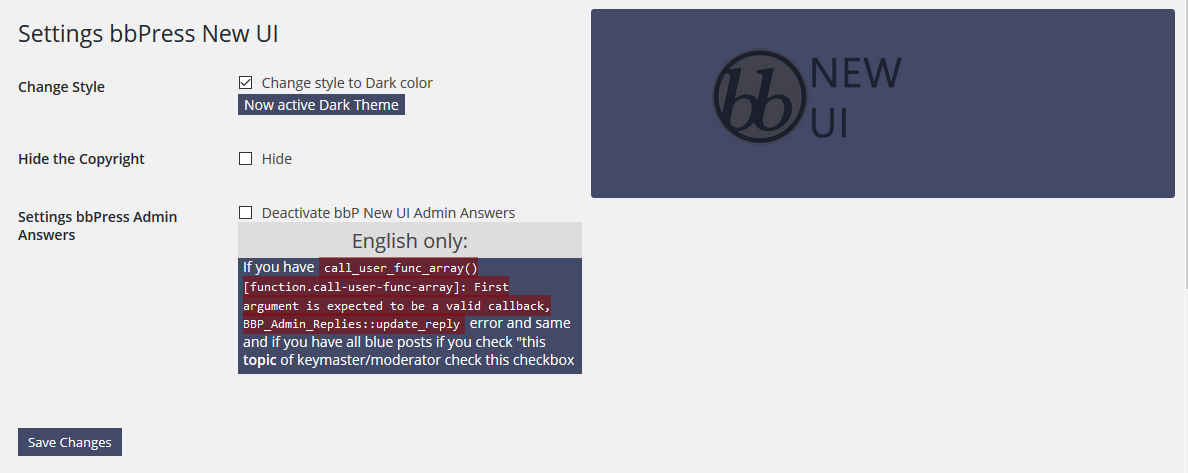 Settings bbPress New UI
Change Style
Change style to Dark color
Now active Dark Theme
Hide the Copyright
Hide
Settings bbPress Admin
Answers
Deactivate bbP New UI Admin Answers
English only:
If you have call_user_func_array()
[function.call-user-func-array]: First
argument is expected to be a valid callback,
BBP_Admin_Replies::update_reply error and same
and if you have all blue posts if you check "this
topic of keymaster/moderator check this checkbox
Save Changes
bb
NEW
UI